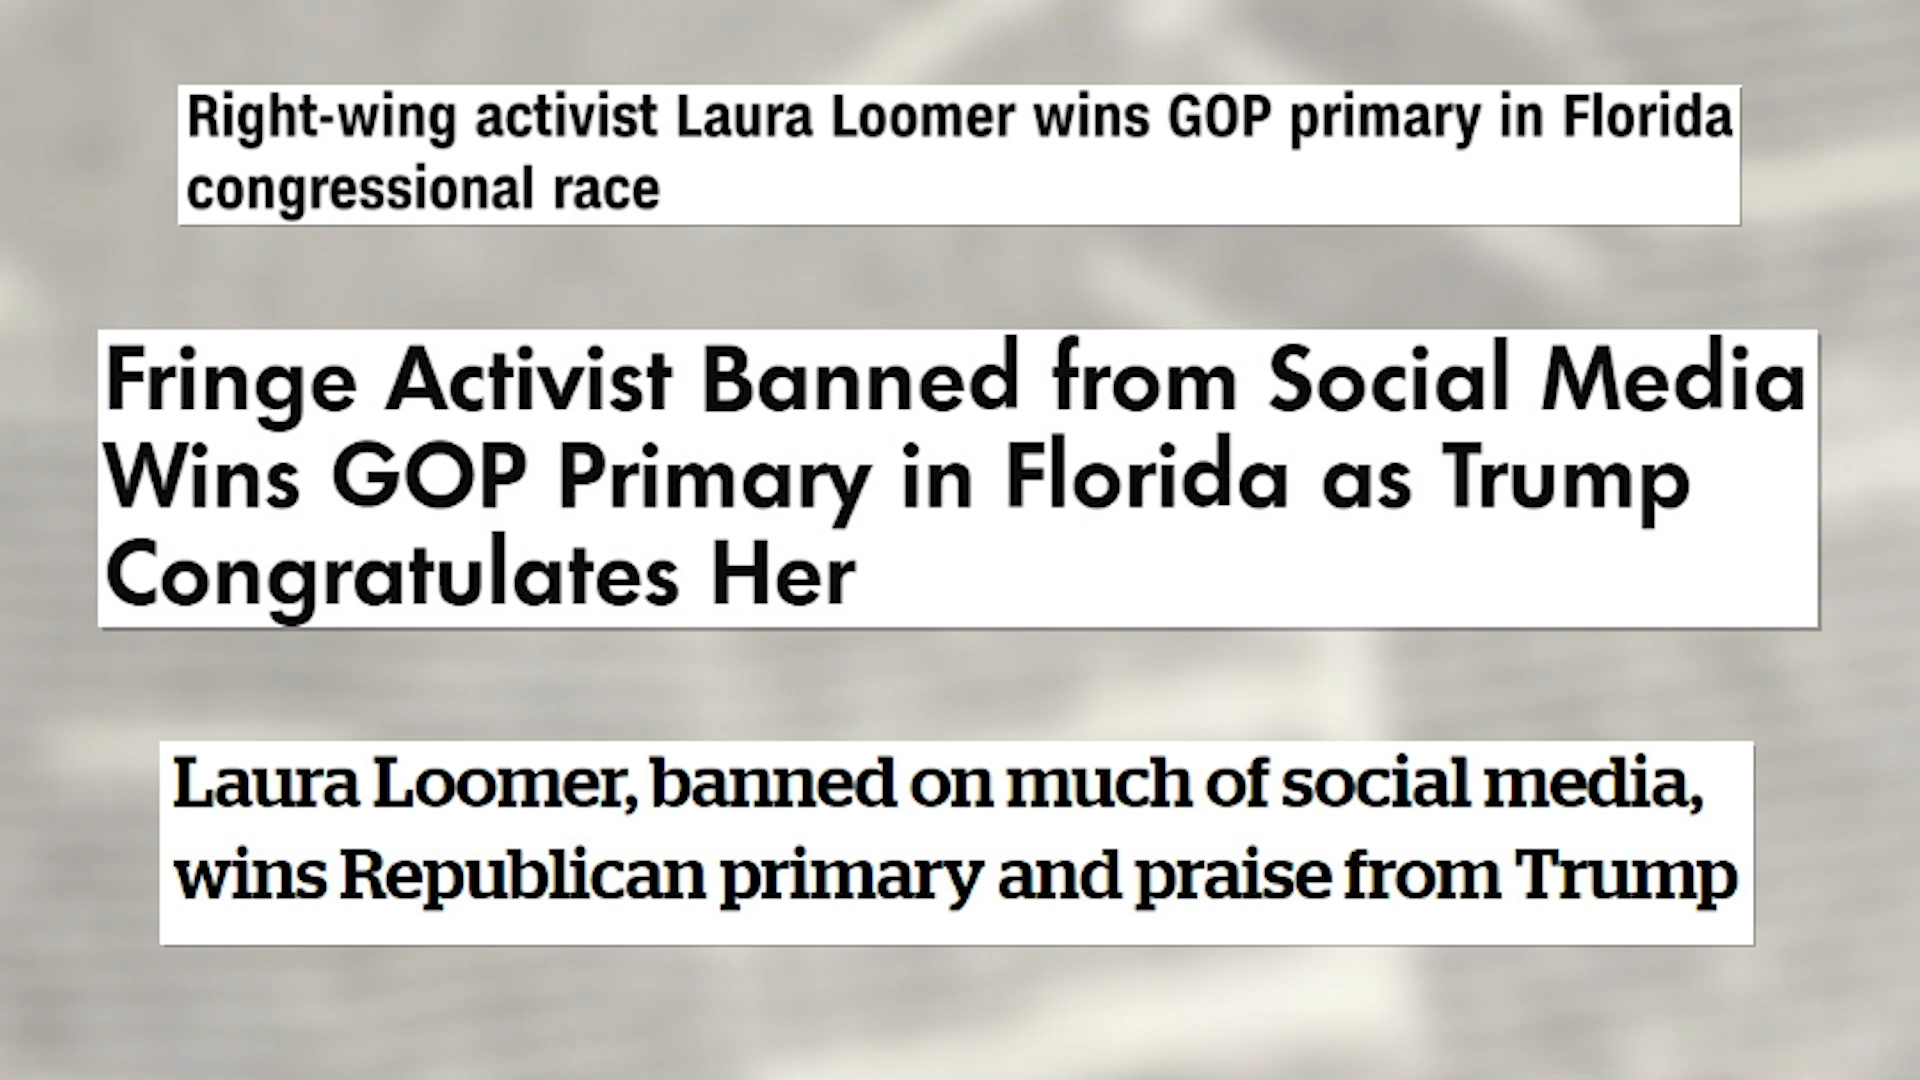 Right-wing activist Laura Loomer wins GOP primary in Florida
congressional race
Fringe Activist Banned from Social Media
Wins GOP Primary in Florida as Trump
Congratulates Her
Laura Loomer, banned on much of social media,
wins Republican primary and praise from Trump